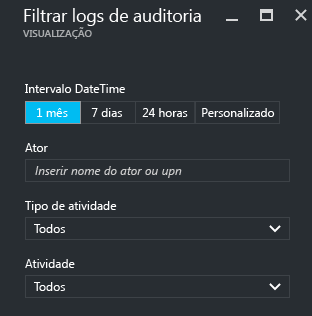 Filtrar logs de auditoria
VISUALIZAÇÃO
Intervalo DateTime
1 mês 7 dias 24 horas Personalizado
Ator
Inserir nome do ator ou upn
Tipo de atividade
Todos
Atividade
Todos